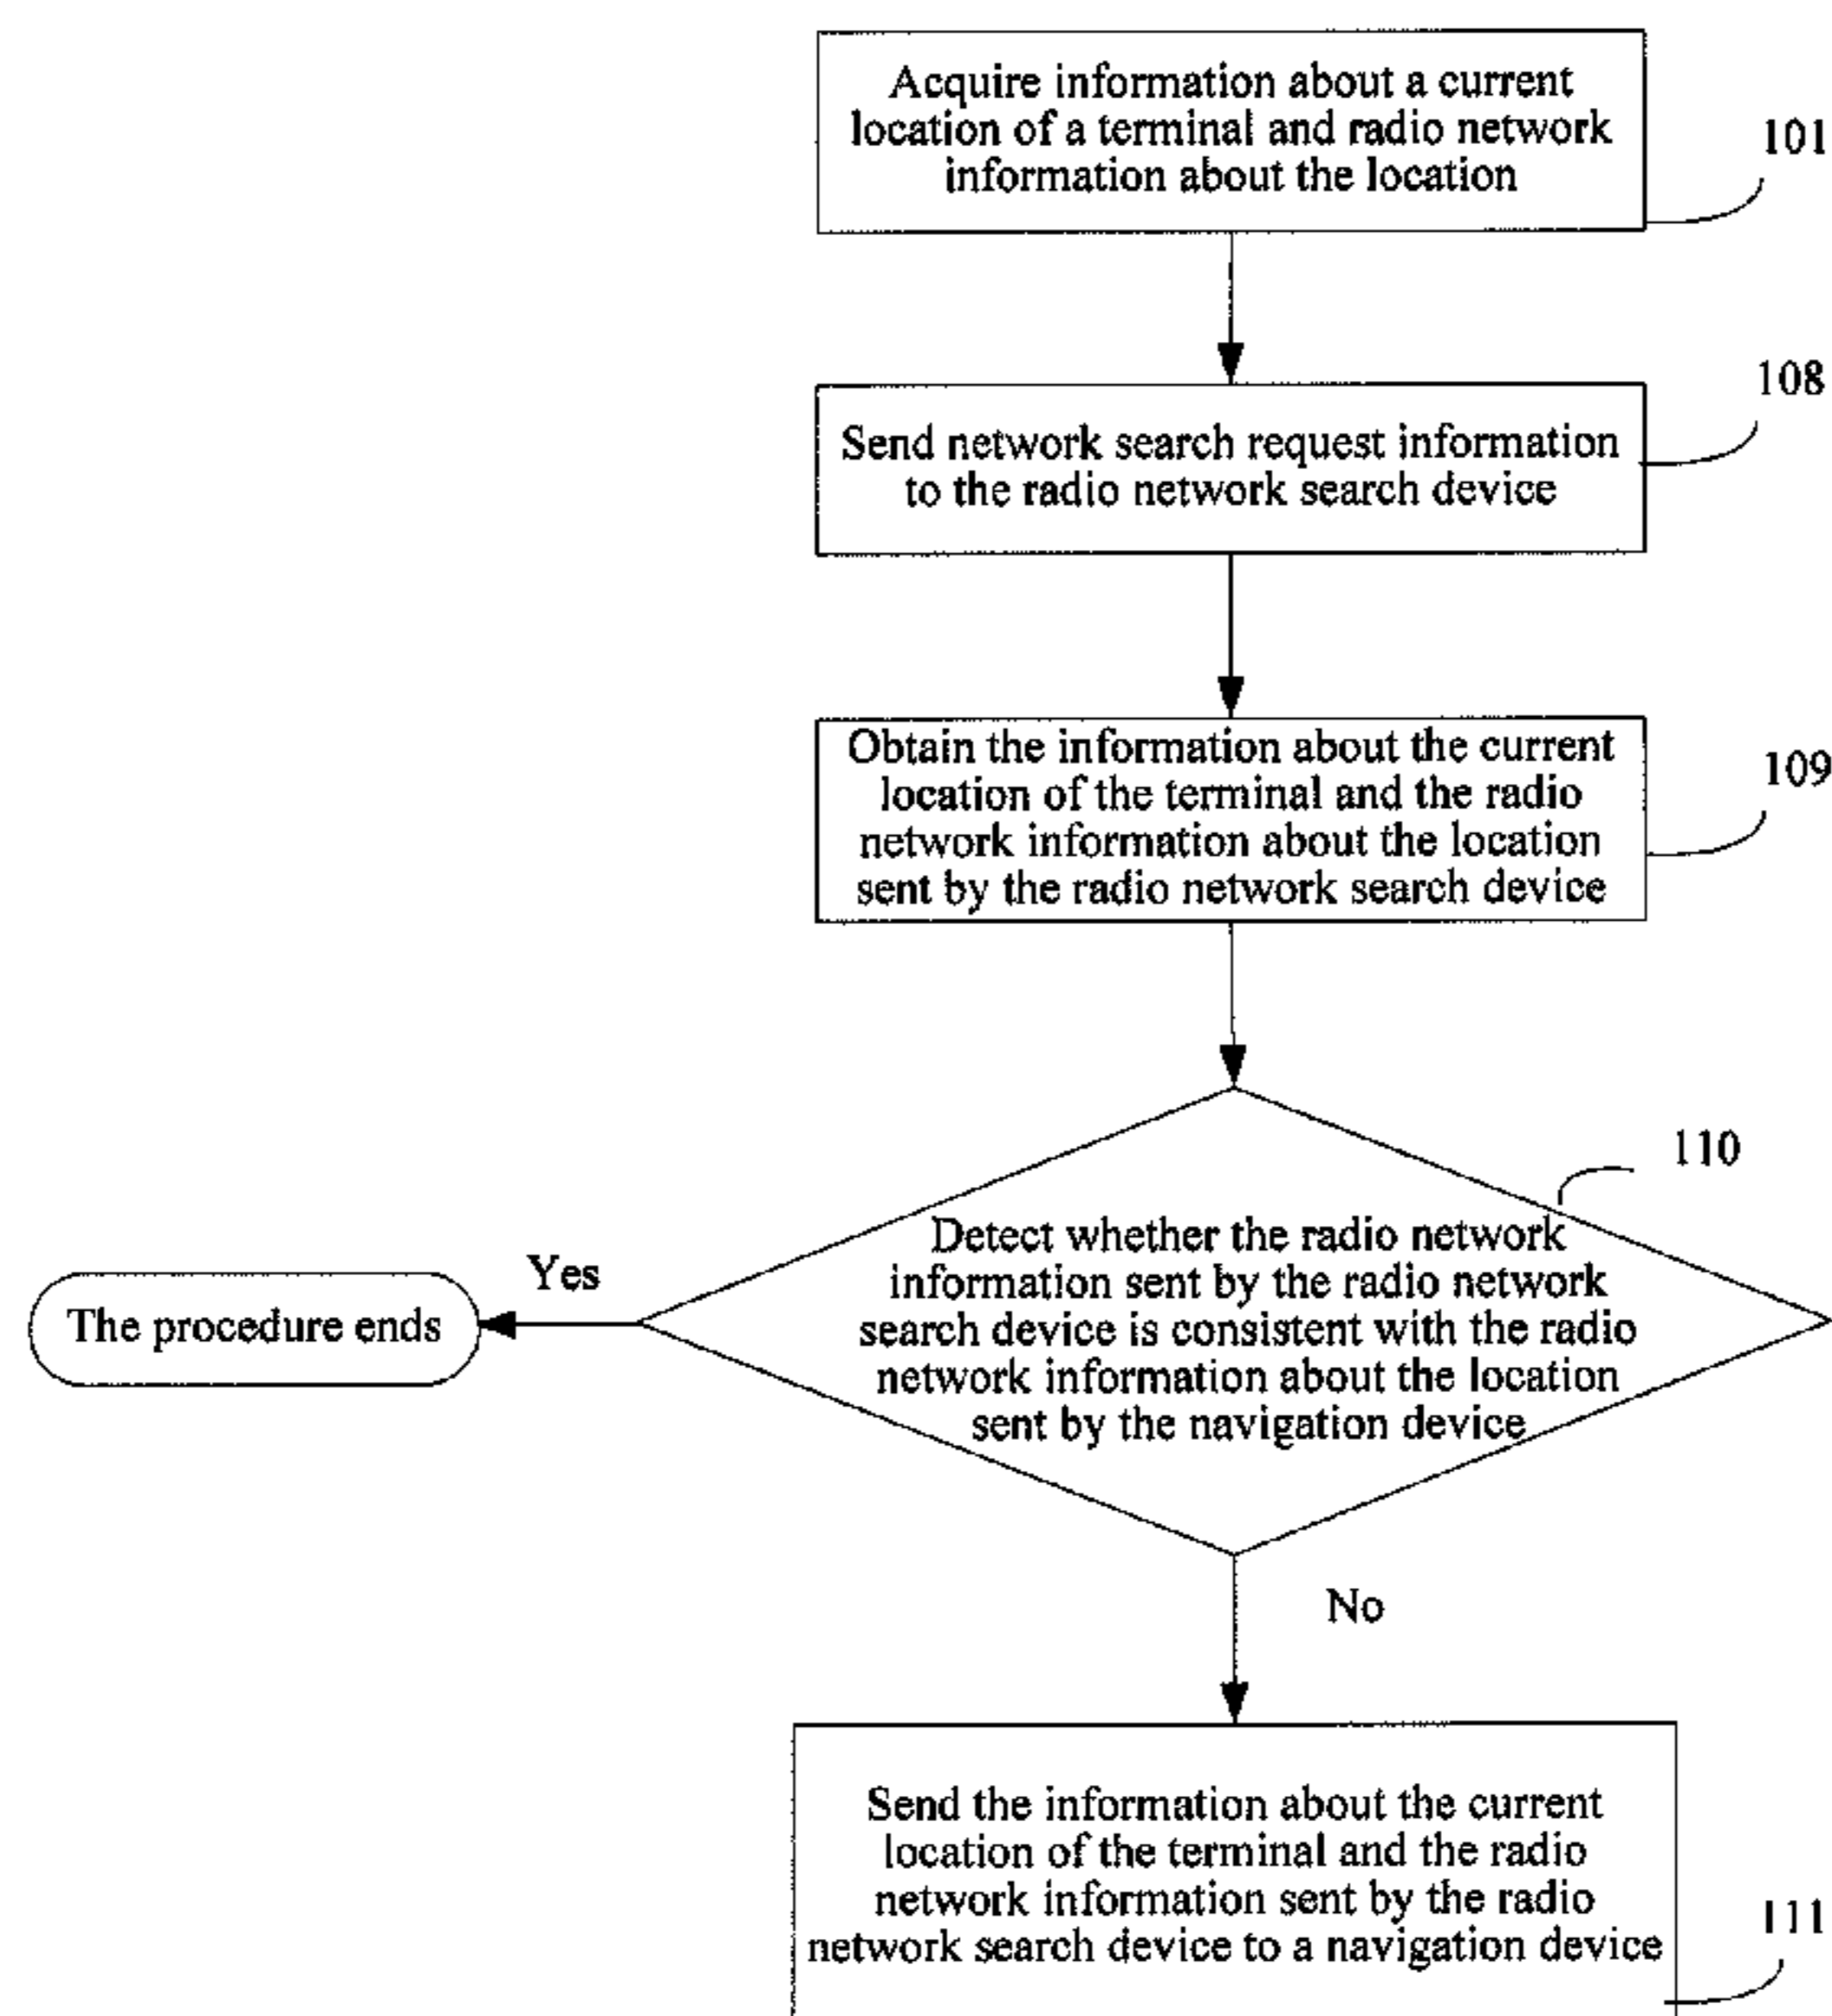 Acquire information about a current
location of a terminal and radio network
information about the location
101
108
Send network search request information
to the radio network search device
Obtain the information about the current
location of the terminal and the radio
network information about the location
sent by the radio network search device
109
110
Detect whether the radio network
information sent by the radio network
search device is consistent with the radio
network information about the location
sent by the navigation device
Yes
The procedure ends
No
Send the information about the current
location of the terminal and the radio
network information sent by the radio
network search device to a navigation device
111